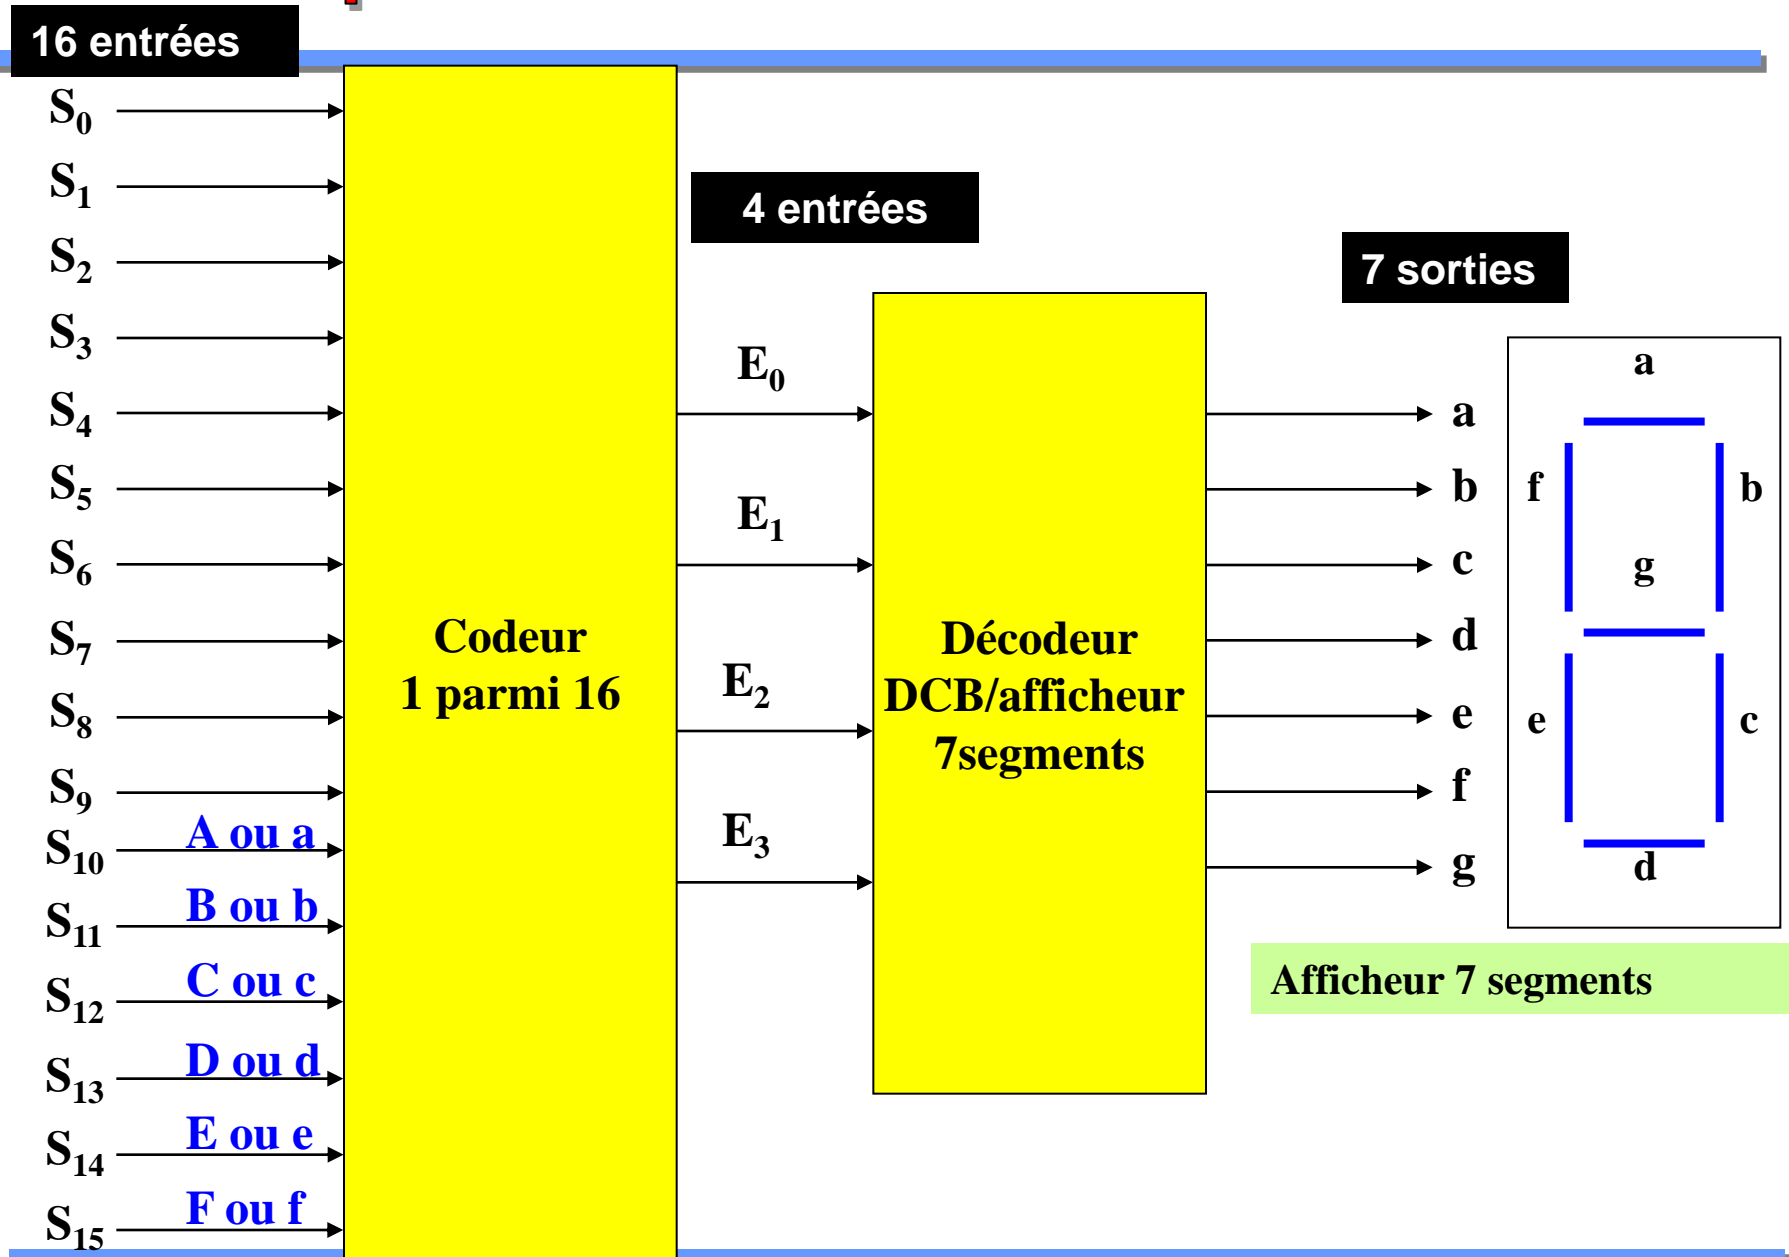 16 entrées
S0
S1
S2
S3
S4
S5
S6
S7
S8
S9
S10 A ou a
S11 B ou b
S12 C ou c
S13 D ou d
S14 E ou e
S15 F ou f
Codeur
1 parmi 16
4 entrées
E0
E1
E2
E3
Décodeur
DCB/afficheur
7segments
7 sorties
a
b
c
d
e
f
g
a
f
b
g
e
c
d
Afficheur 7 segments